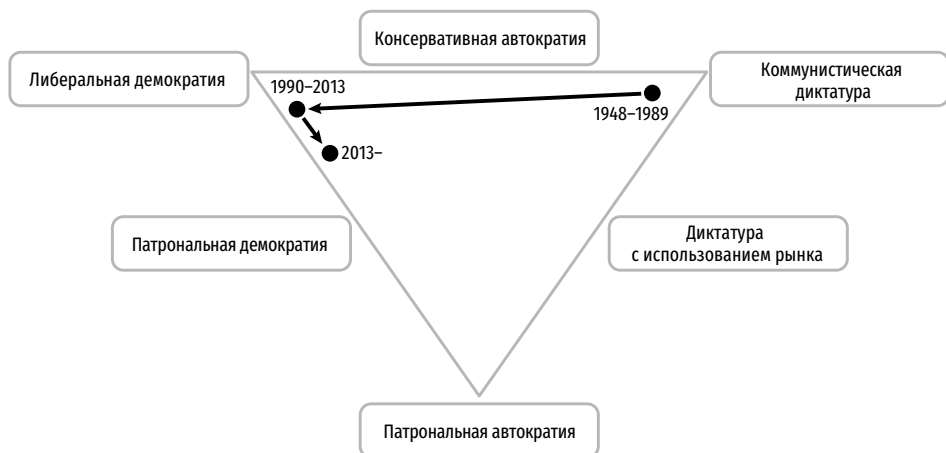 Консервативная автократия
Либеральная демократия
Коммунистическая
диктатура
1990–2013
1948–1989
2013–
Патрональная демократия
Диктатура
с использованием рынка
Патрональная автократия